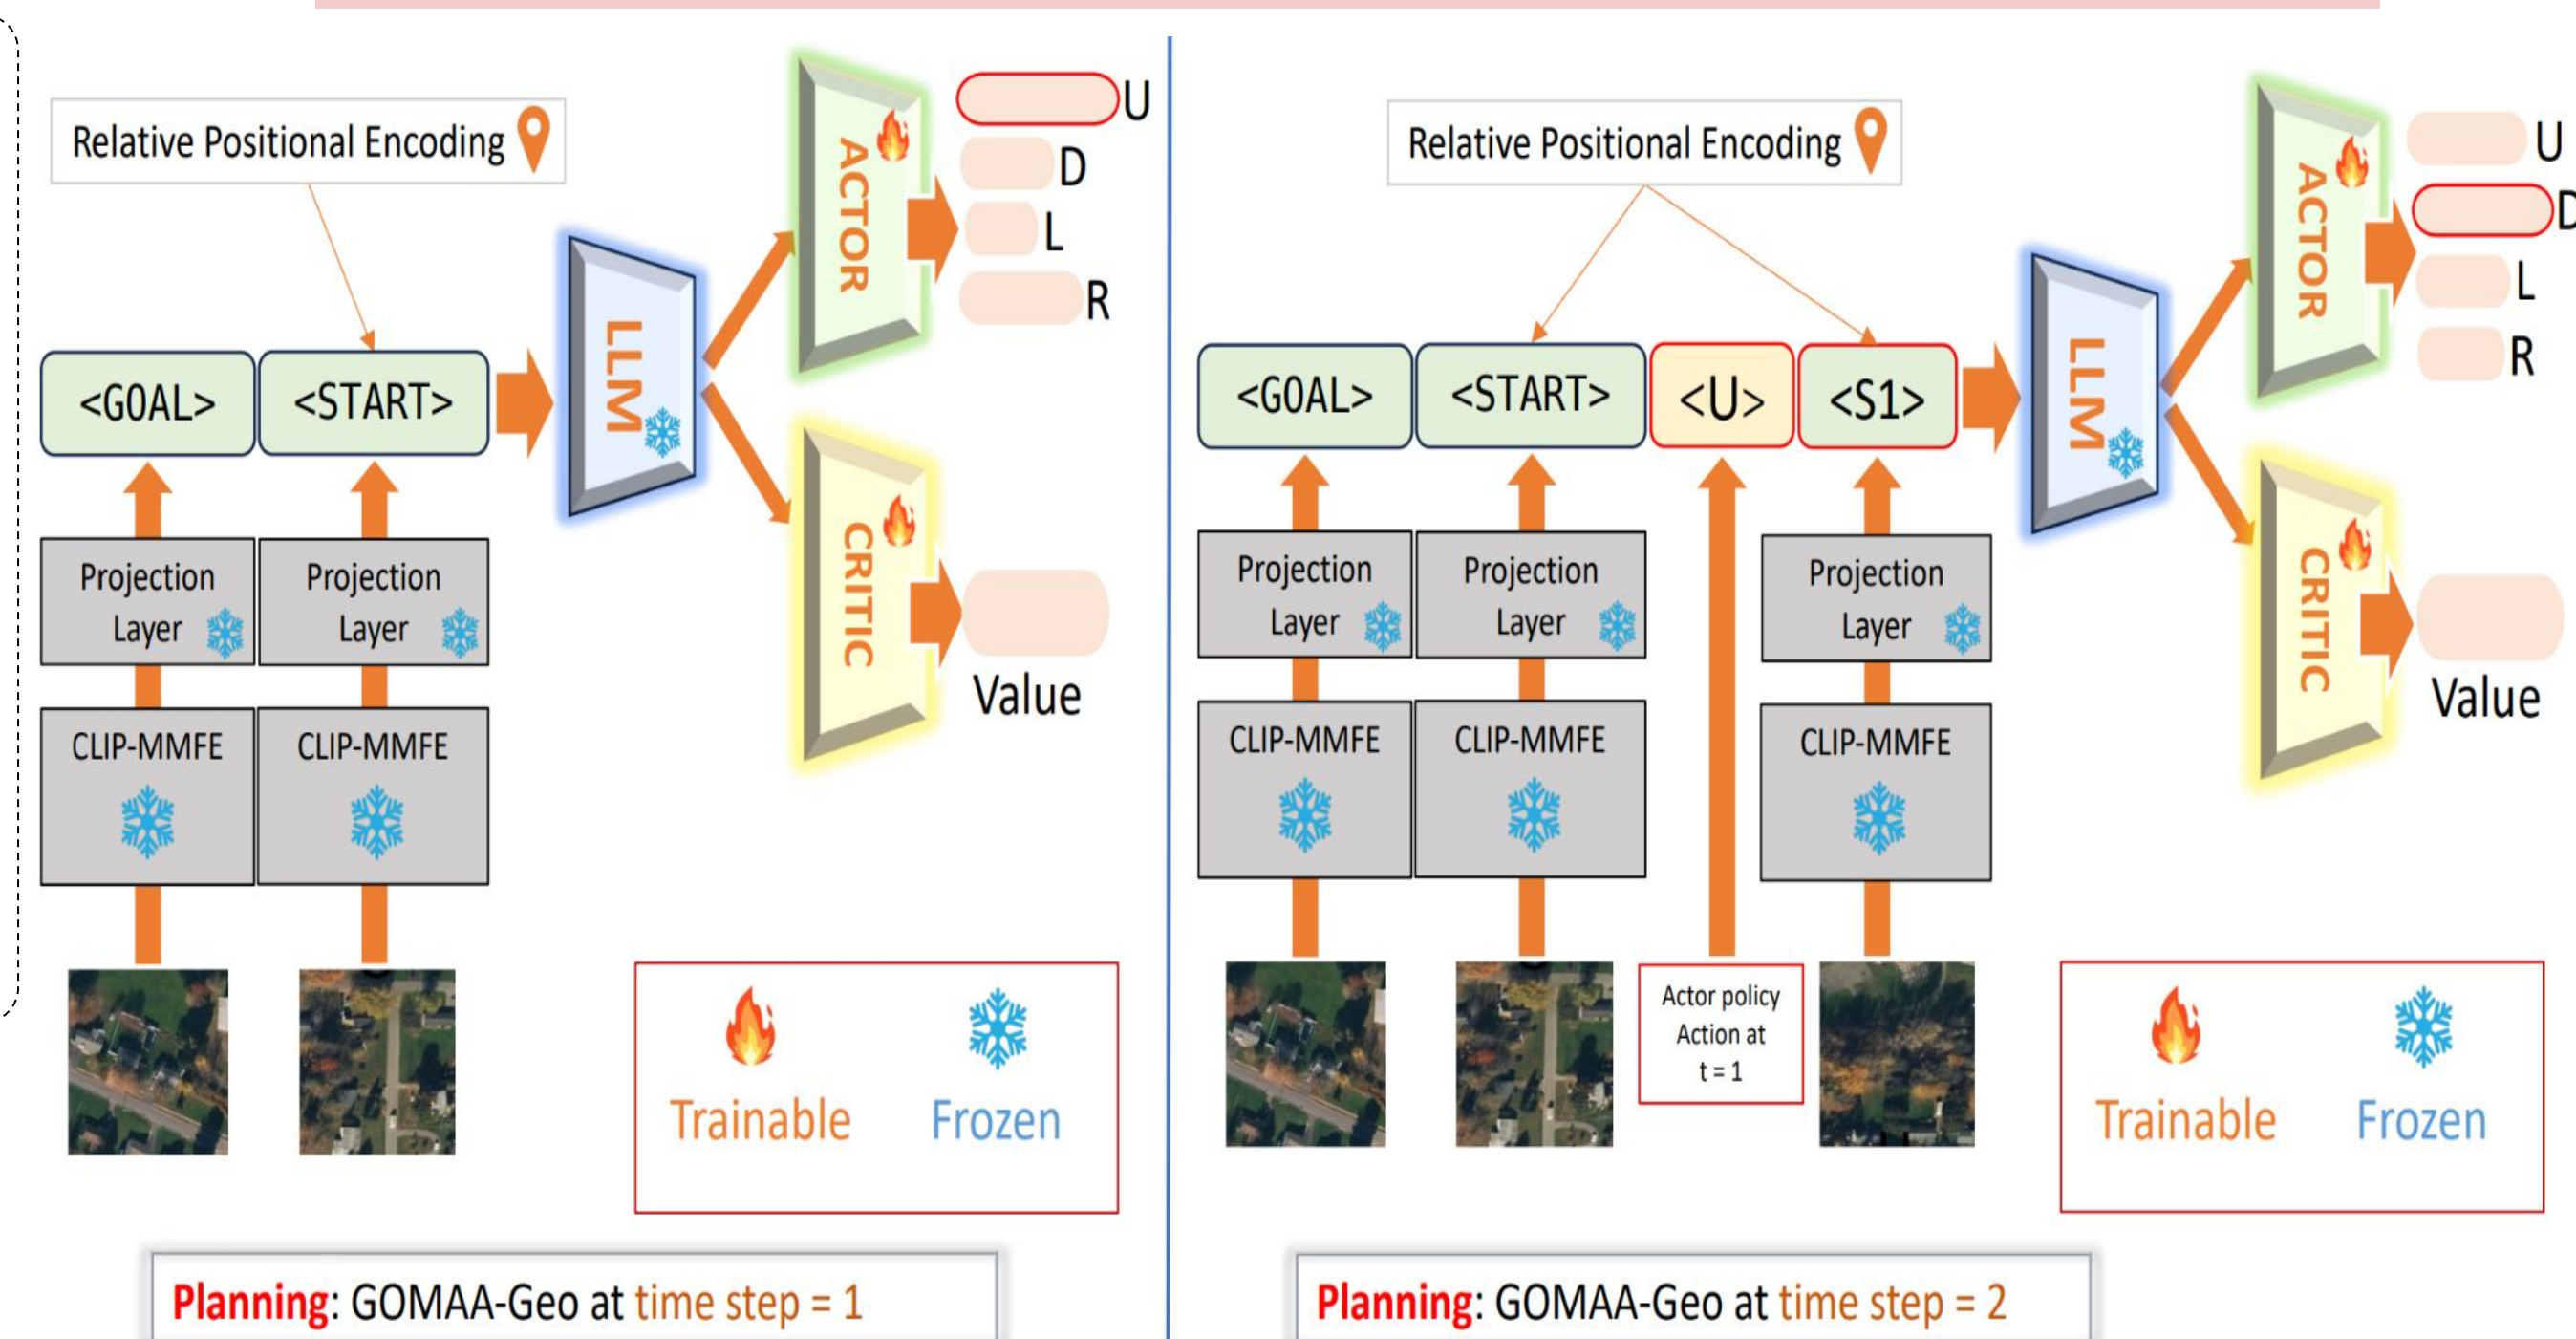 Relative Positional Encoding
<GOAL>
<START>
Projection
Layer
Projection
Layer
CLIP-MMFE
CLIP-MMFE
LLM
ACTOR
U
D
L
R
CRITIC
Value
Trainable
Frozen
Planning: GOMAA-Geo at time step = 1
Relative Positional Encoding
<GOAL>
<START>
<U>
<S1>
Projection
Layer
Projection
Layer
Projection
Layer
CLIP-MMFE
CLIP-MMFE
CLIP-MMFE
Actor policy
Action at
t = 1
LLM
ACTOR
U
D
L
R
CRITIC
Value
Trainable
Frozen
Planning: GOMAA-Geo at time step = 2